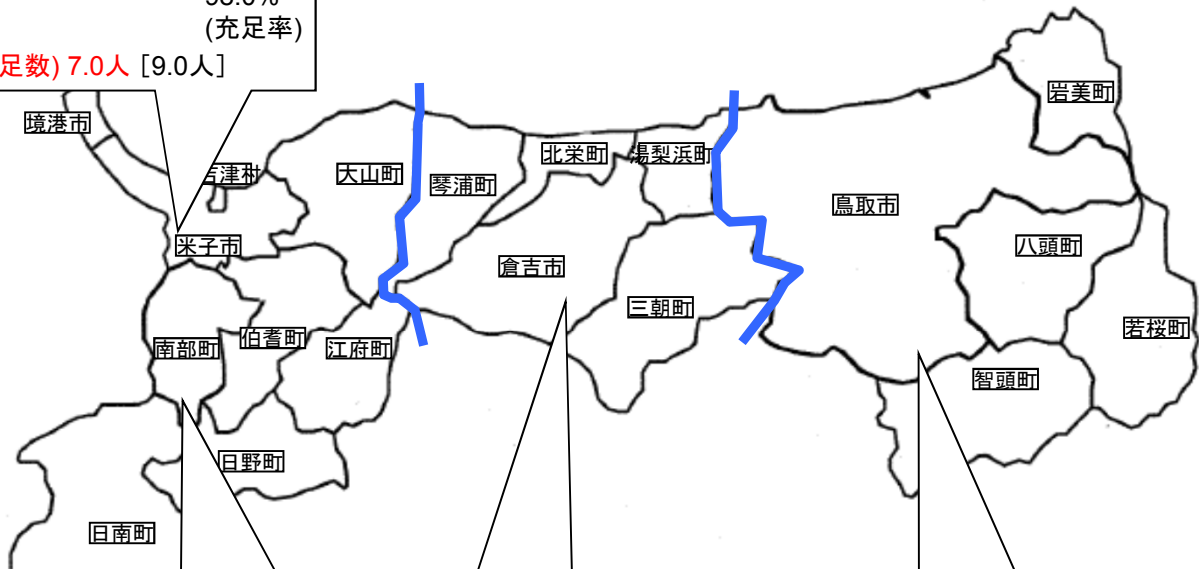 (充足率)
足数) 7.0人 [9.0人]
岩美町
境港市
北栄町
湯梨浜町
吉津村
大山町
琴浦町
鳥取市
米子市
八頭町
倉吉市
三朝町
若桜町
南部町
伯耆町
江府町
智頭町
日野町
日南町